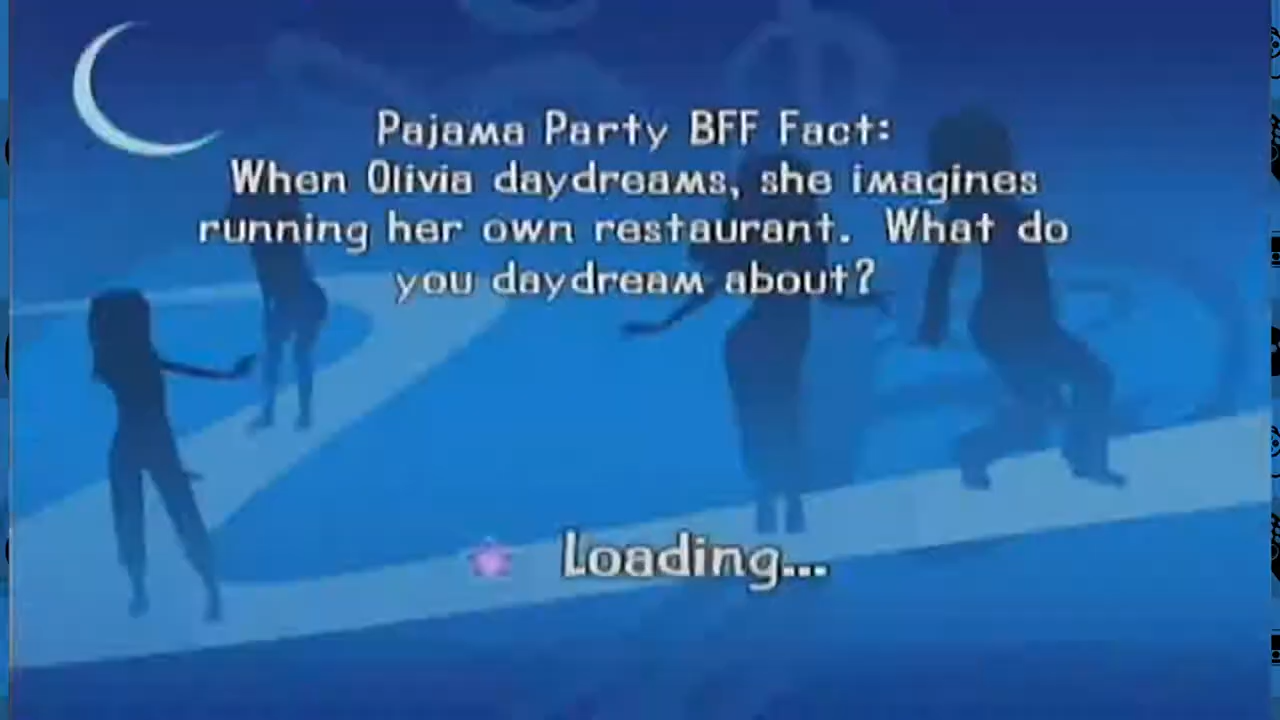 Pajama Party BFF Fact:
When Olivia daydreams, she imagines
running her own restaurant.  What do
you daydream about?
Loading...